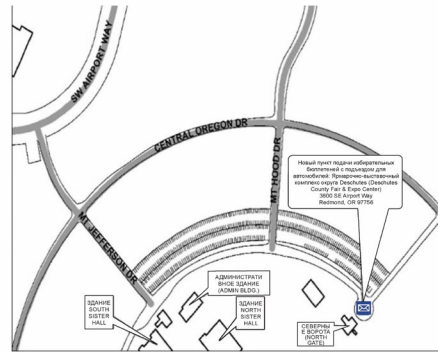 SW AIRPORT WAY
CENTRAL OREGON DR
MT HOOD DR
MT JEFFERSON DR
Новый пункт подачи избирательных
бюллетеней с подъездом для
автомобилей: Ярмарочно-выставочный
комплекс округа Deschutes (Deschutes
County Fair & Expo Center)
3800 SE Airport Way
Redmond, OR 97756
АДМИНИСТРАТИ
ВНОЕ ЗДАНИЕ
(ADMIN BLDG.)
ЗДАНИЕ
SOUTH
SISTER
HALL
ЗДАНИЕ
NORTH
SISTER
HALL
СЕВЕРНЫ
Е ВОРОТА
(NORTH
GATE)